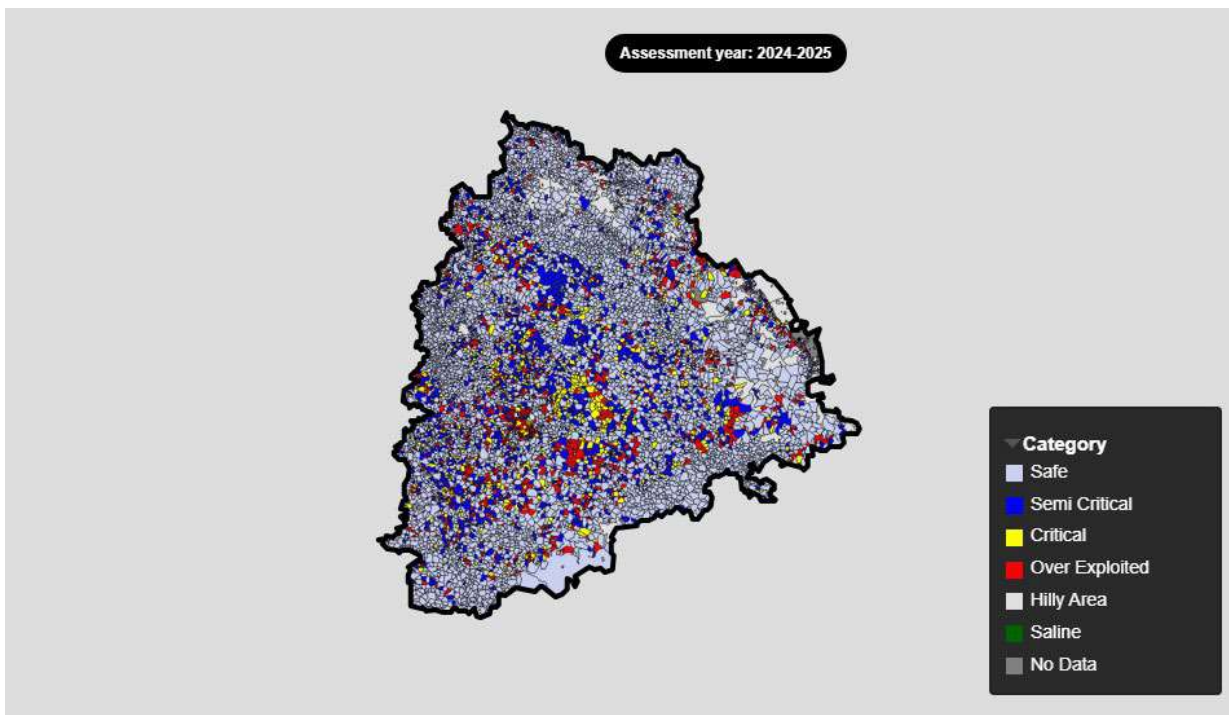 Assessment year: 2024-2025
Category
Safe
Semi Critical
Critical
Over Exploited
Hilly Area
Saline
No Data